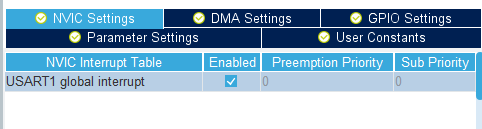 NVIC Settings DMA Settings GPIO Settings
Parameter Settings User Constants
NVIC Interrupt Table Enabled Preemption Priority Sub Priority
USART1 global interrupt 0 0